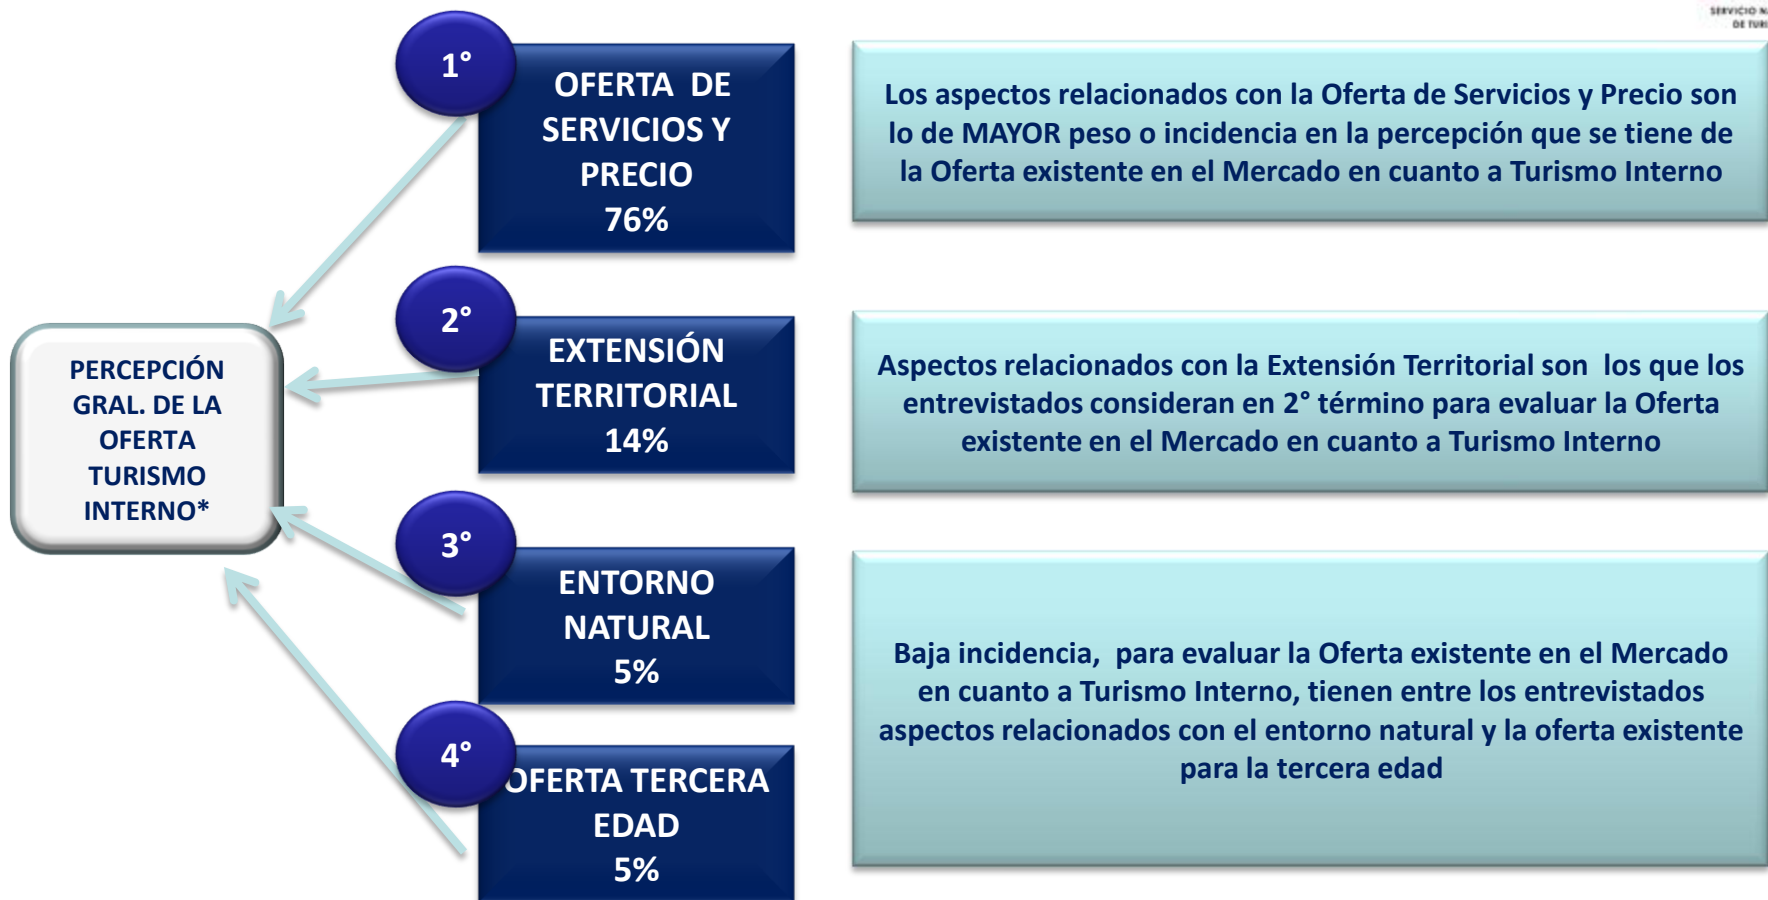 SERVICIO
DE
1°
OFERTA DE
SERVICIOS Y
PRECIO
76%
Los aspectos relacionados con la Oferta de Servicios y Precio son
lo de MAYOR peso o incidencia en la percepción que se tiene de
la Oferta existente en el Mercado en cuanto a Turismo Interno
2°
EXTENSIÓN
TERRITORIAL
14%
Aspectos relacionados con la Extensión Territorial son los que los
entrevistados consideran en 2° término para evaluar la Oferta
existente en el Mercado en cuanto a Turismo Interno
PERCEPCIÓN
GRAL. DE LA
OFERTA
TURISMO
INTERNO*
3°
ENTORNO
NATURAL
5%
Baja incidencia, para evaluar la Oferta existente en el Mercado
en cuanto a Turismo Interno, tienen entre los entrevistados
aspectos relacionados con el entorno natural y la oferta existente
para la tercera edad
4°
OFERTA TERCERA
EDAD
5%